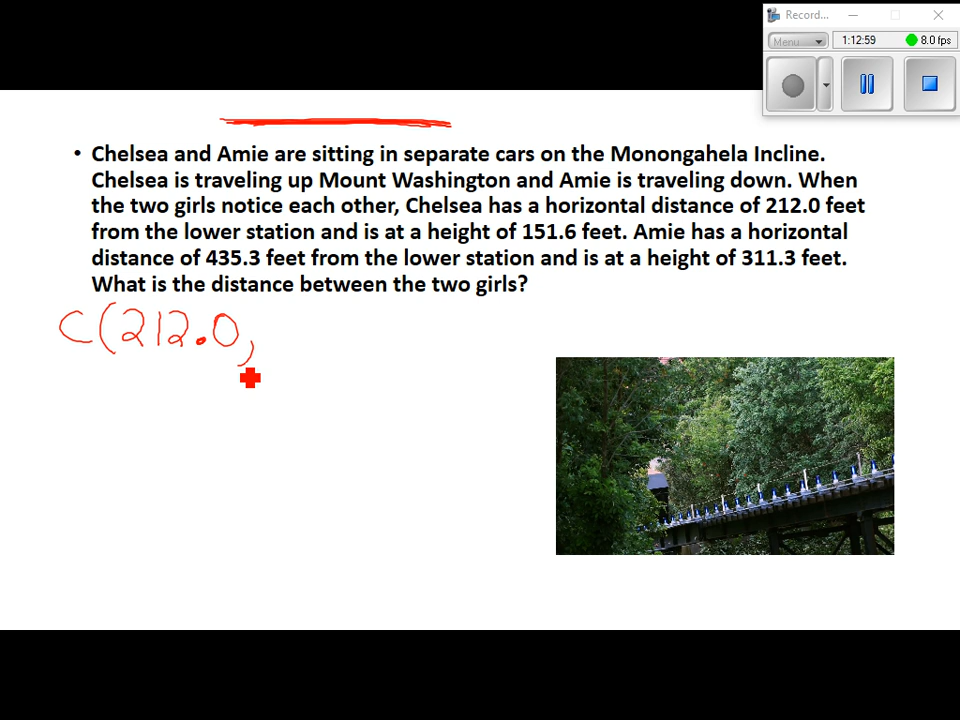 Record...
Menu
1:12:59
8.0 fps
• Chelsea and Amie are sitting in separate cars on the Monongahela Incline.
Chelsea is traveling up Mount Washington and Amie is traveling down. When
the two girls notice each other, Chelsea has a horizontal distance of 212.0 feet
from the lower station and is at a height of 151.6 feet. Amie has a horizontal
distance of 435.3 feet from the lower station and is at a height of 311.3 feet.
What is the distance between the two girls?
C(212.0,